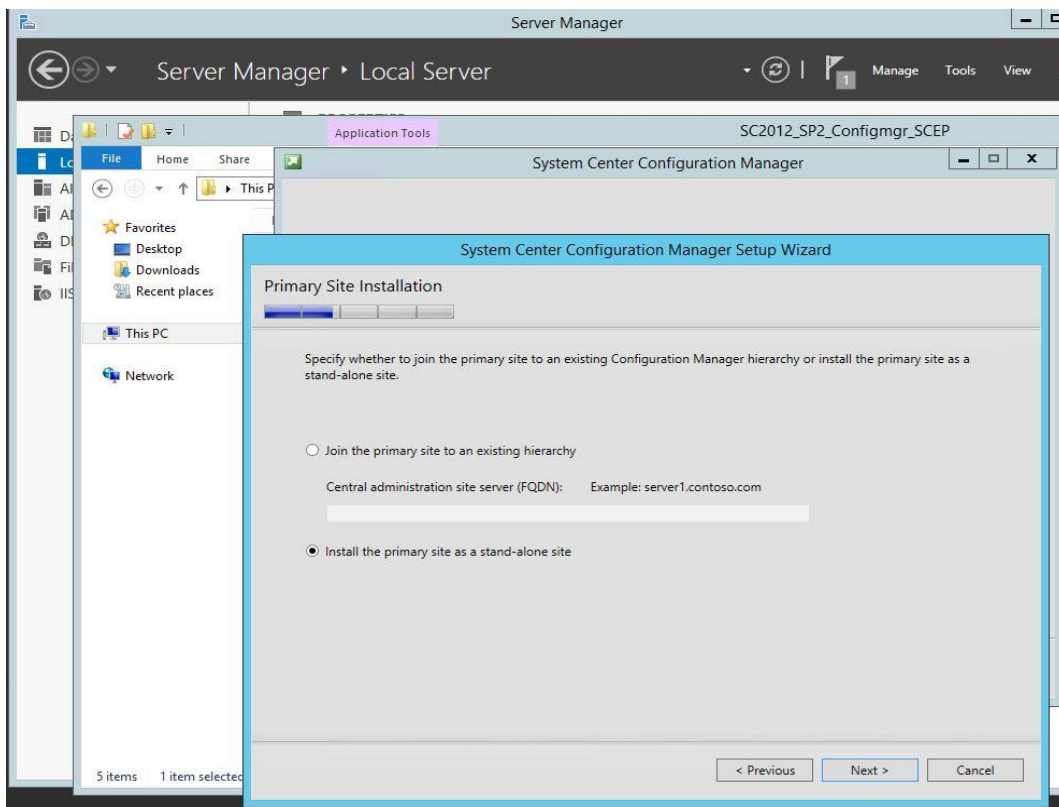 Server Manager
Server Manager • Local Server
1
Manage
Tools
View
Application Tools
SC2012_SP2_Configmgr_SCEP
File
Home
Share
System Center Configuration Manager
This P
Favorites
Desktop
Downloads
Recent places
This PC
Network
System Center Configuration Manager Setup Wizard
Primary Site Installation
Specify whether to join the primary site to an existing Configuration Manager hierarchy or install the primary site as a
stand-alone site.
Join the primary site to an existing hierarchy
Central administration site server (FQDN):
Example: server1.contoso.com
Install the primary site as a stand-alone site
5 items
1 item selected
< Previous
Next >
Cancel